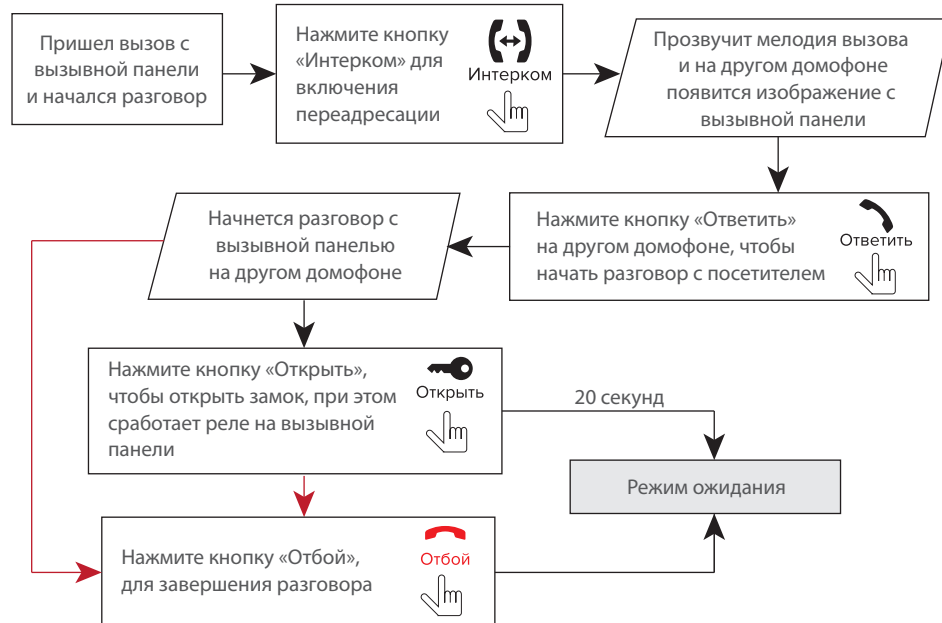 Пришел вызов с
вызывной панели
и начался разговор
Нажмите кнопку
«Интерком» для
включения
переадресации
Интерком
Прозвучит мелодия вызова
и на другом домофоне
появится изображение с
вызывной панели
Нажмите кнопку «Ответить»
на другом домофоне, чтобы
начать разговор с посетителем
Ответить
Начнется разговор с
вызывной панелью
на другом домофоне
Нажмите кнопку «Открыть»,
чтобы открыть замок, при этом
сработает реле на вызывной
панели
Открыть
20 секунд
Режим ожидания
Нажмите кнопку «Отбой»,
для завершения разговора
Отбой